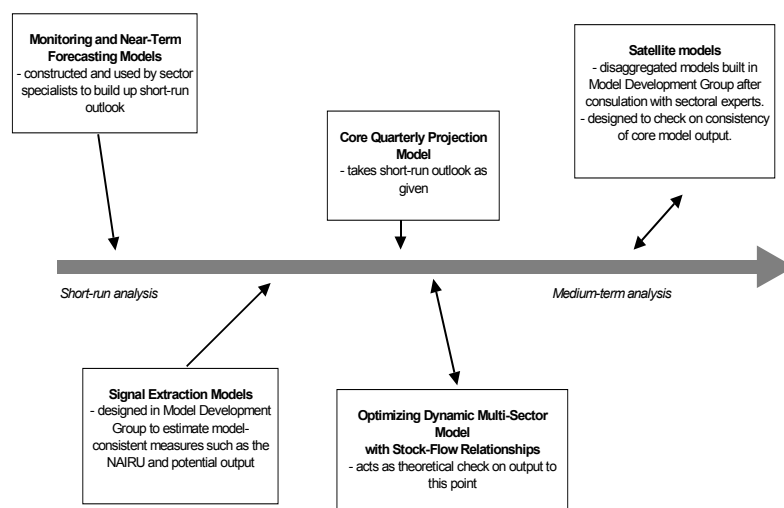 Monitoring and Near-Term
Forecasting Models
- constructed and used by sector
specialists to build up short-run
outlook
Satellite models
- disaggregated models built in
Model Development Group after
consulation with sectoral experts.
- designed to check on consistency
of core model output.
Core Quarterly Projection
Model
- takes short-run outlook as
given
Short-run analysis
Medium-term analysis
Signal Extraction Models
- designed in Model Development
Group to estimate model-
consistent measures such as the
NAIRU and potential output
Optimizing Dynamic Multi-Sector
Model
with Stock-Flow Relationships
- acts as theoretical check on output to
this point